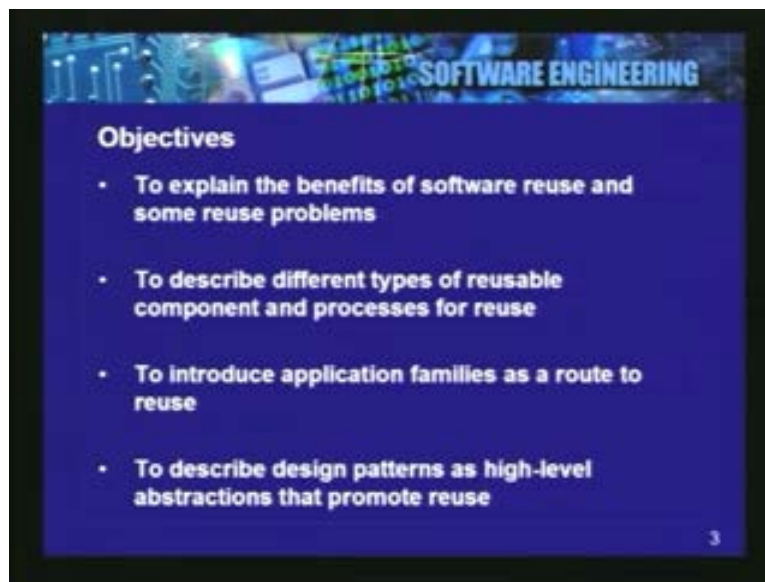 SOFTWARE ENGINEERING
Objectives
• To explain the benefits of software reuse and
some reuse problems
• To describe different types of reusable
component and processes for reuse
• To introduce application families as a route to
reuse
• To describe design patterns as high-level
abstractions that promote reuse
3